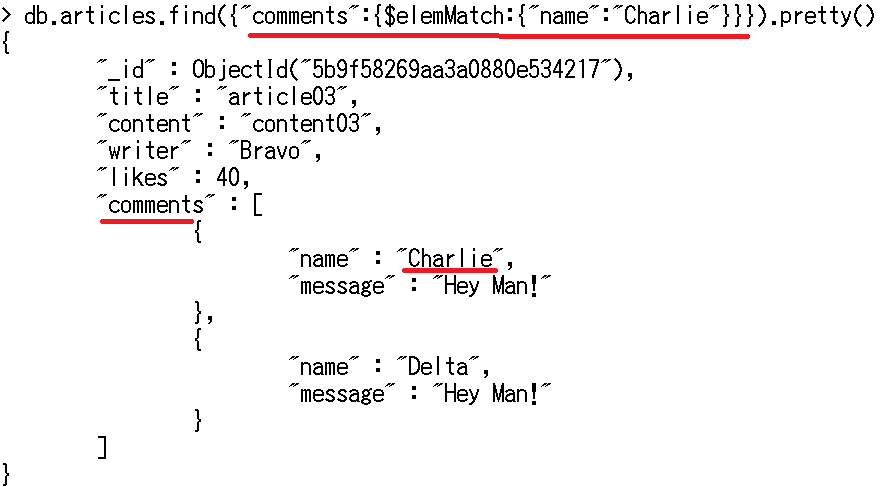 > db.articles.find({"comments":{$elemMatch:{"name":"Charlie"}}}).pretty()
{
"_id" : ObjectId("5b9f58269aa3a0880e534217"),
"title" : "article03",
"content" : "content03",
"writer" : "Bravo",
"likes" : 40,
"comments" : [
{
"name" : "Charlie",
"message" : "Hey Man!"
},
{
"name" : "Delta",
"message" : "Hey Man!"
}
]
}